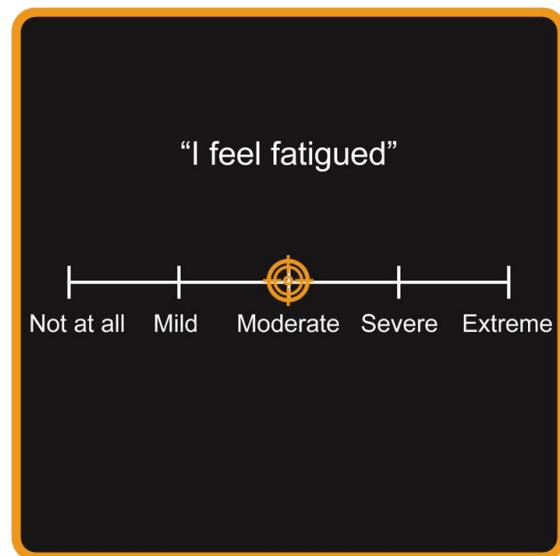 “I feel fatigued”
Not at all Mild Moderate Severe Extreme